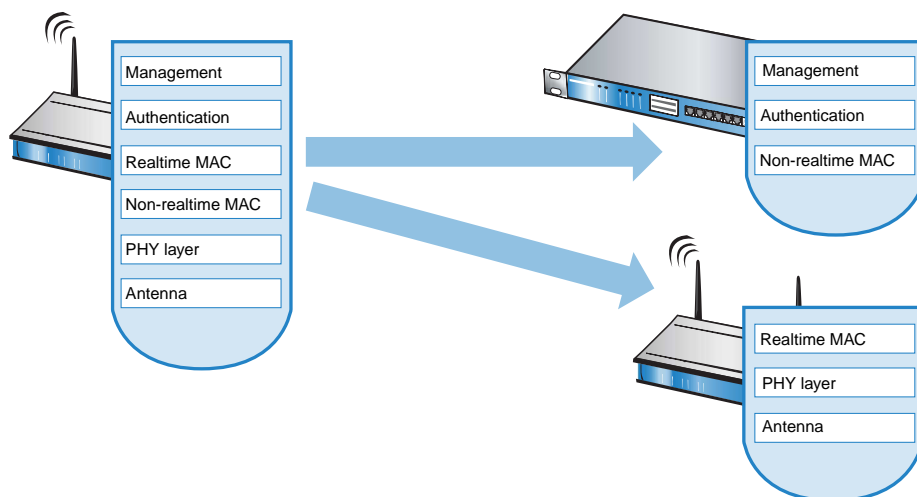 Management
Authentication
Realtime MAC
Non-realtime MAC
PHY layer
Antenna
Management
Authentication
Non-realtime MAC
Realtime MAC
PHY layer
Antenna